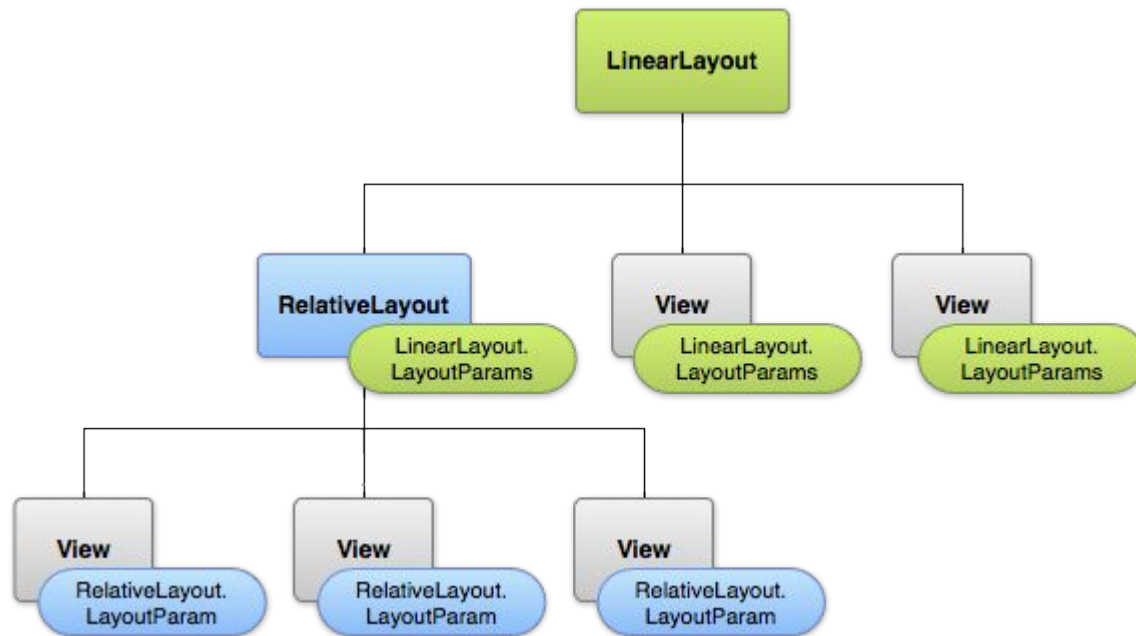 LinearLayout
RelativeLayout
LinearLayout.
LayoutParams
View
LinearLayout.
LayoutParams
View
LinearLayout.
LayoutParams
View
RelativeLayout.
LayoutParam
View
RelativeLayout.
LayoutParam
View
RelativeLayout.
LayoutParam